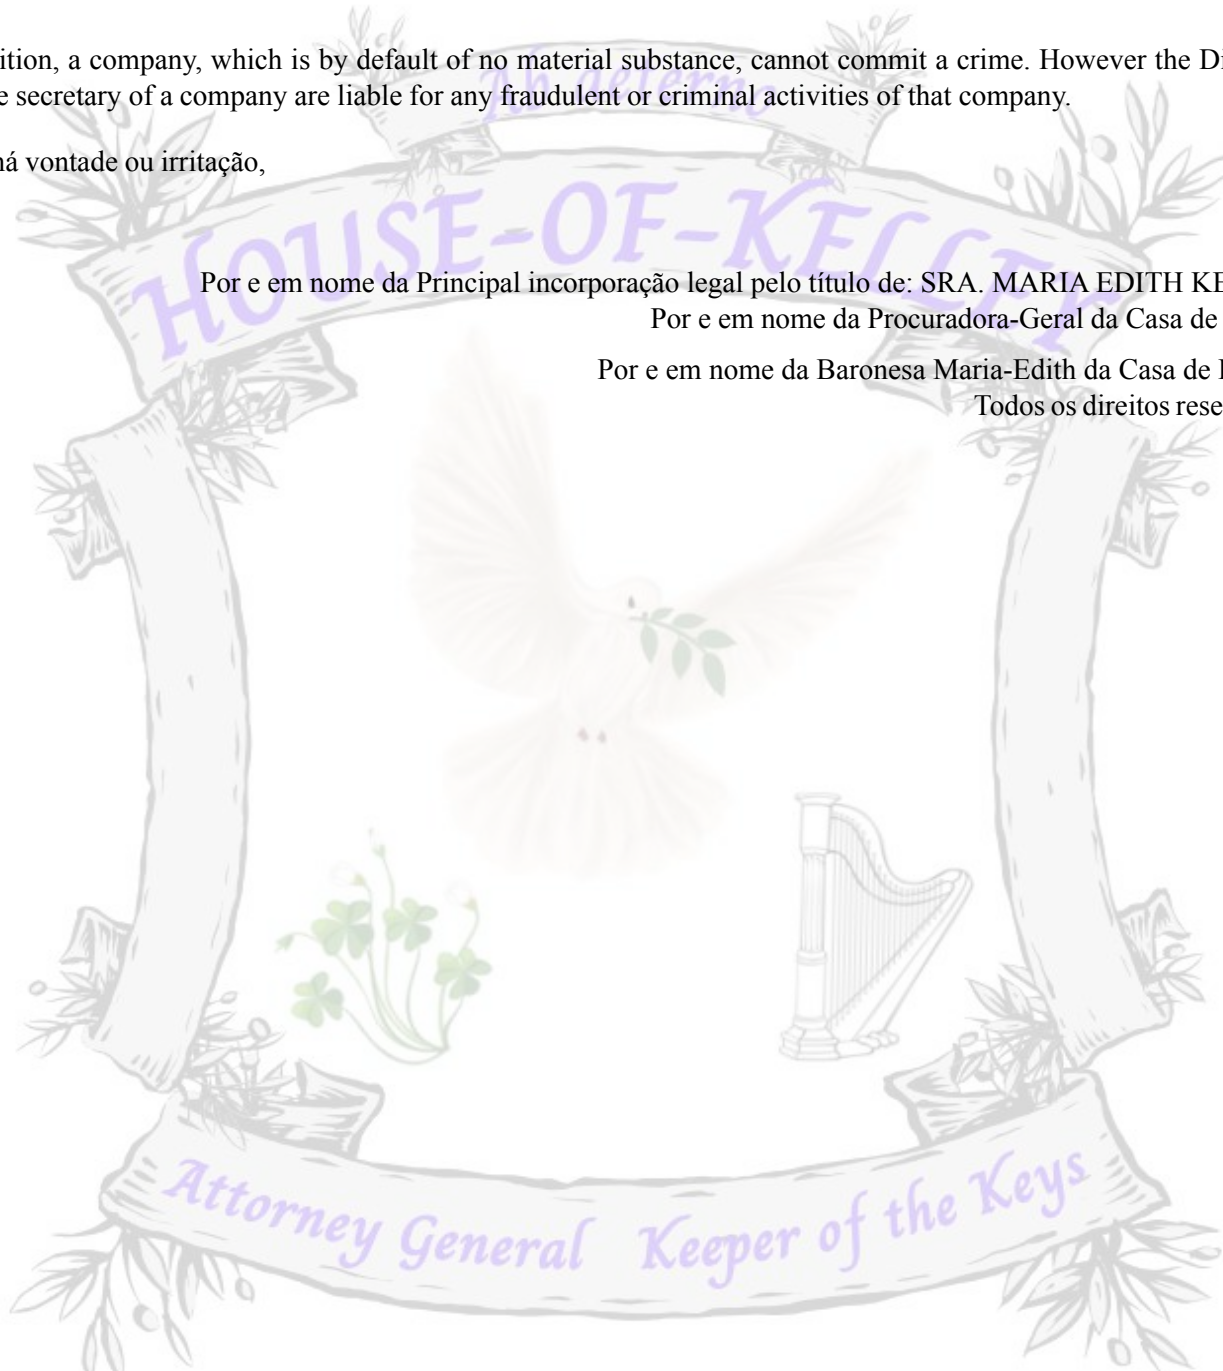 Ab aeterno
ition, a company, which is by default of no material substance, cannot commit a crime. However the Di
e secretary of a company are liable for any fraudulent or criminal activities of that company.
á vontade ou irritação,
HOUSE-OF-KELLEY
Por e em nome da Principal incorporação legal pelo título de: SRA. MARIA EDITH KE
Por e em nome da Procuradora-Geral da Casa de
Por e em nome da Baronesa Maria-Edith da Casa de
Todos os direitos rese
Attorney General Keeper of the Keys